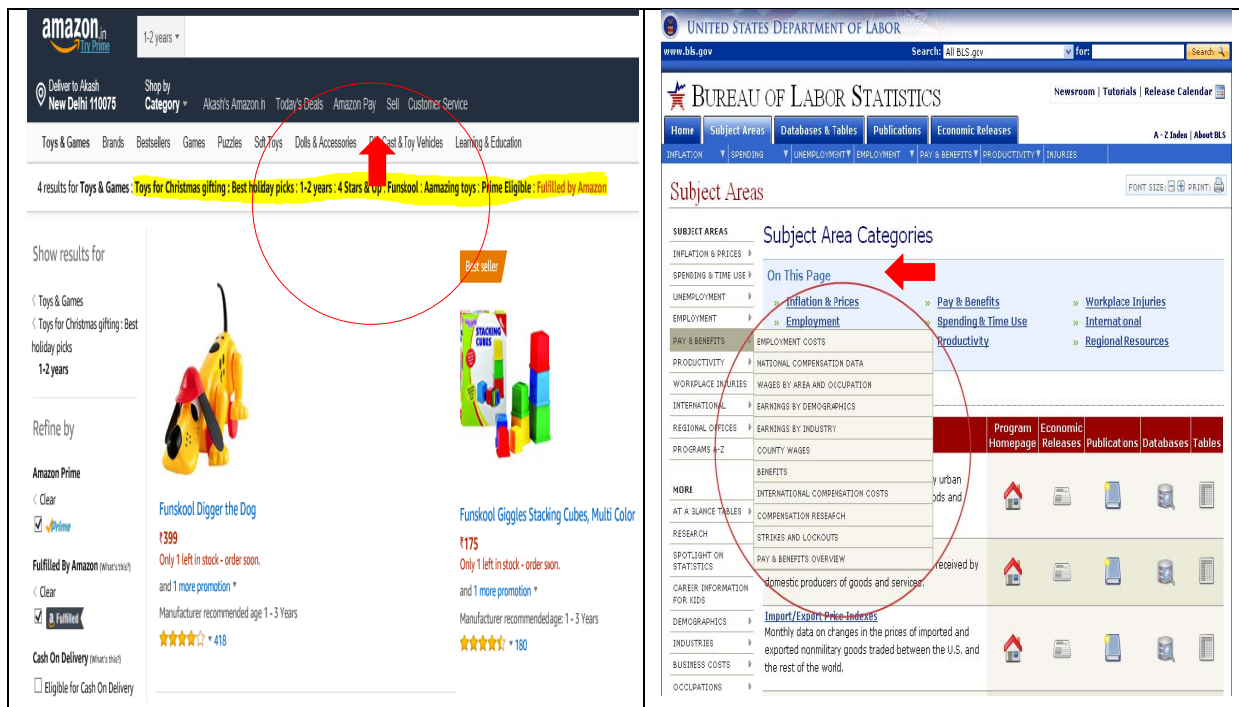 amazon.in
Try Prime
1-2 years
Deliver to Akash
New Delhi 110075
Shop by
Category
Akash's Amazon.in Today's Deals Amazon Pay Sell Customer Service
Toys & Games Brands Bestsellers Games Puzzles Soft Toys Dolls & Accessories Cast & Toy Vehicles Learning & Education
4 results for Toys & Games : Toys for Christmas gifting : Best holiday picks : 1-2 years : 4 Stars & Up : Funskool : Aamazing toys : Prime Eligible : Fulfilled by Amazon
Show results for
< Toys & Games
< Toys for Christmas gifting : Best
holiday picks
1-2 years
Refine by
Amazon Prime
< Clear
Prime
Fulfilled By Amazon (What's this?)
< Clear
a Fulfilled
Cash On Delivery (What's this?)
Eligible for Cash On Delivery
Funskool Digger the Dog
₹399
Only 1 left in stock - order soon.
and 1 more promotion
Manufacturer recommended age 1 - 3 Years
418
Best seller
STACKING
CUBES
Funskool Giggles Stacking Cubes, Multi Color
₹175
Only 1 left in stock - order soon.
and 1 more promotion
Manufacturer recommendedage: 1 - 3 Years
180
UNITED STATES DEPARTMENT OF LABOR
www.bls.gov
Search: All BLS.gov for: Search
BUREAU OF LABOR STATISTICS
Newsroom | Tutorials | Release Calendar
Home Subject Areas Databases & Tables Publications Economic Releases
A - Z Index | About BLS
INFLATION SPENDING UNEMPLOYMENT EMPLOYMENT PAY & BENEFITS PRODUCTIVITY INJURIES
Subject Areas
FONT SIZE: PRINT:
SUBJECT AREAS
INFLATION & PRICES
SPENDING & TIME USE
UNEMPLOYMENT
EMPLOYMENT
PAY & BENEFITS
PRODUCTIVITY
WORKPLACE INJURIES
INTERNATIONAL
REGIONAL OFFICES
PROGRAMS A-Z
MORE
AT A GLANCE TABLES
RESEARCH
SPOTLIGHT ON
STATISTICS
CAREER INFORMATION
FOR KIDS
DEMOGRAPHICS
INDUSTRIES
BUSINESS COSTS
OCCUPATIONS
Subject Area Categories
On This Page
» Inflation & Prices
» Employment
» Pay & Benefits
» Spending & Time Use
Productivity
» Workplace Injuries
» International
» Regional Resources
EMPLOYMENT COSTS
NATIONAL COMPENSATION DATA
WAGES BY AREA AND OCCUPATION
EARNINGS BY DEMOGRAPHICS
EARNINGS BY INDUSTRY
COUNTY WAGES
BENEFITS
INTERNATIONAL COMPENSATION COSTS
COMPENSATION RESEARCH
STRIKES AND LOCKOUTS
PAY & BENEFITS OVERVIEW
Program
Homepage
Economic
Releases
Publications
Databases
Tables
y urban
ods and
received by
domestic producers of goods and services.
Import/Export Price Indexes
Monthly data on changes in the prices of imported and
exported nonmilitary goods traded between the U.S. and
the rest of the world.